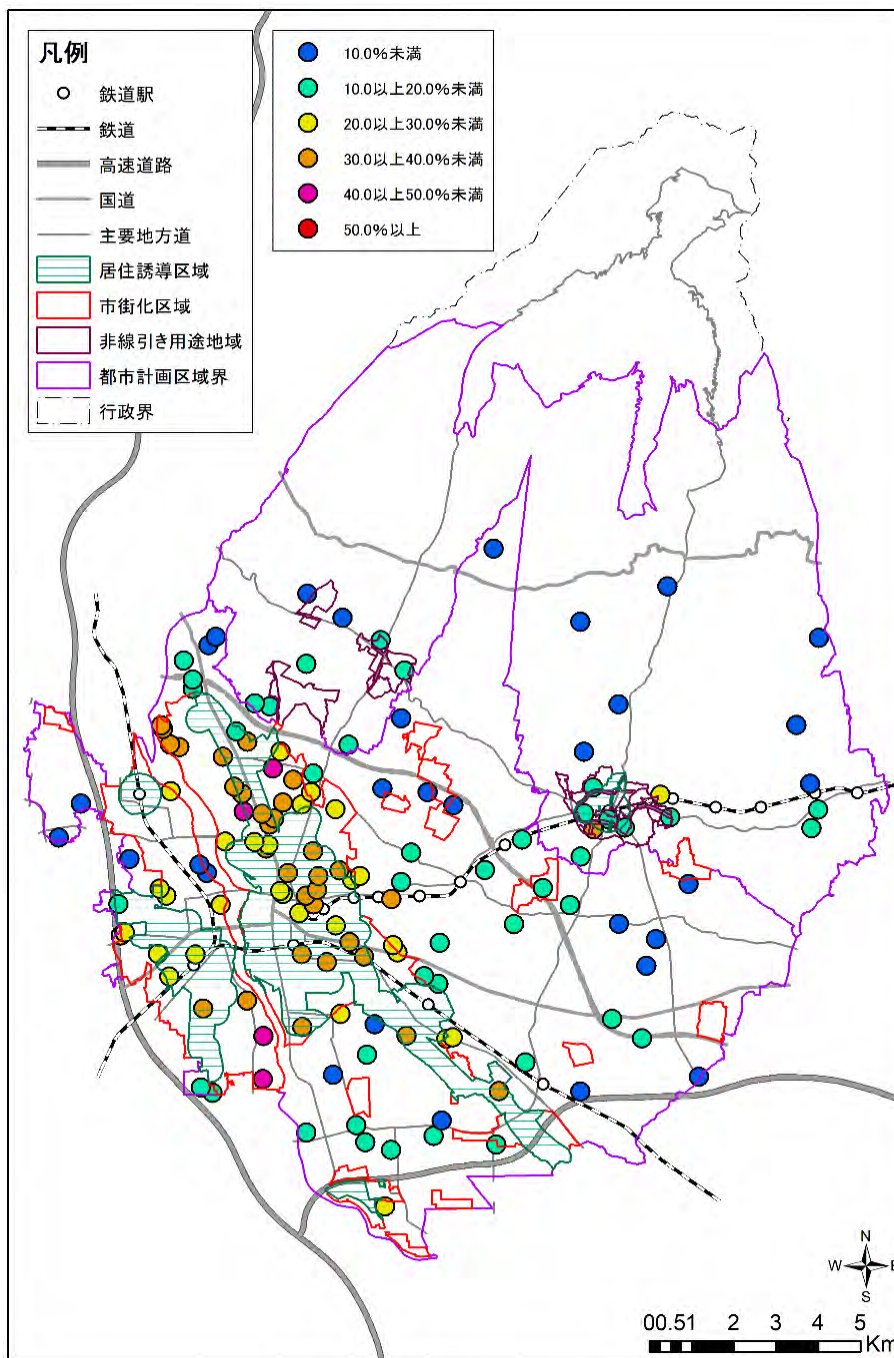 凡例
鉄道駅
鉄道
高速道路
国道
主要地方道
居住誘導区域
市街化区域
非線引き用途地域
都市計画区域界
行政界
10.0%未満
10.0以上20.0%未満
20.0以上30.0%未満
30.0以上40.0%未満
40.0以上50.0%未満
50.0%以上
N
W E
S
00.51 2 3 4 5
Km